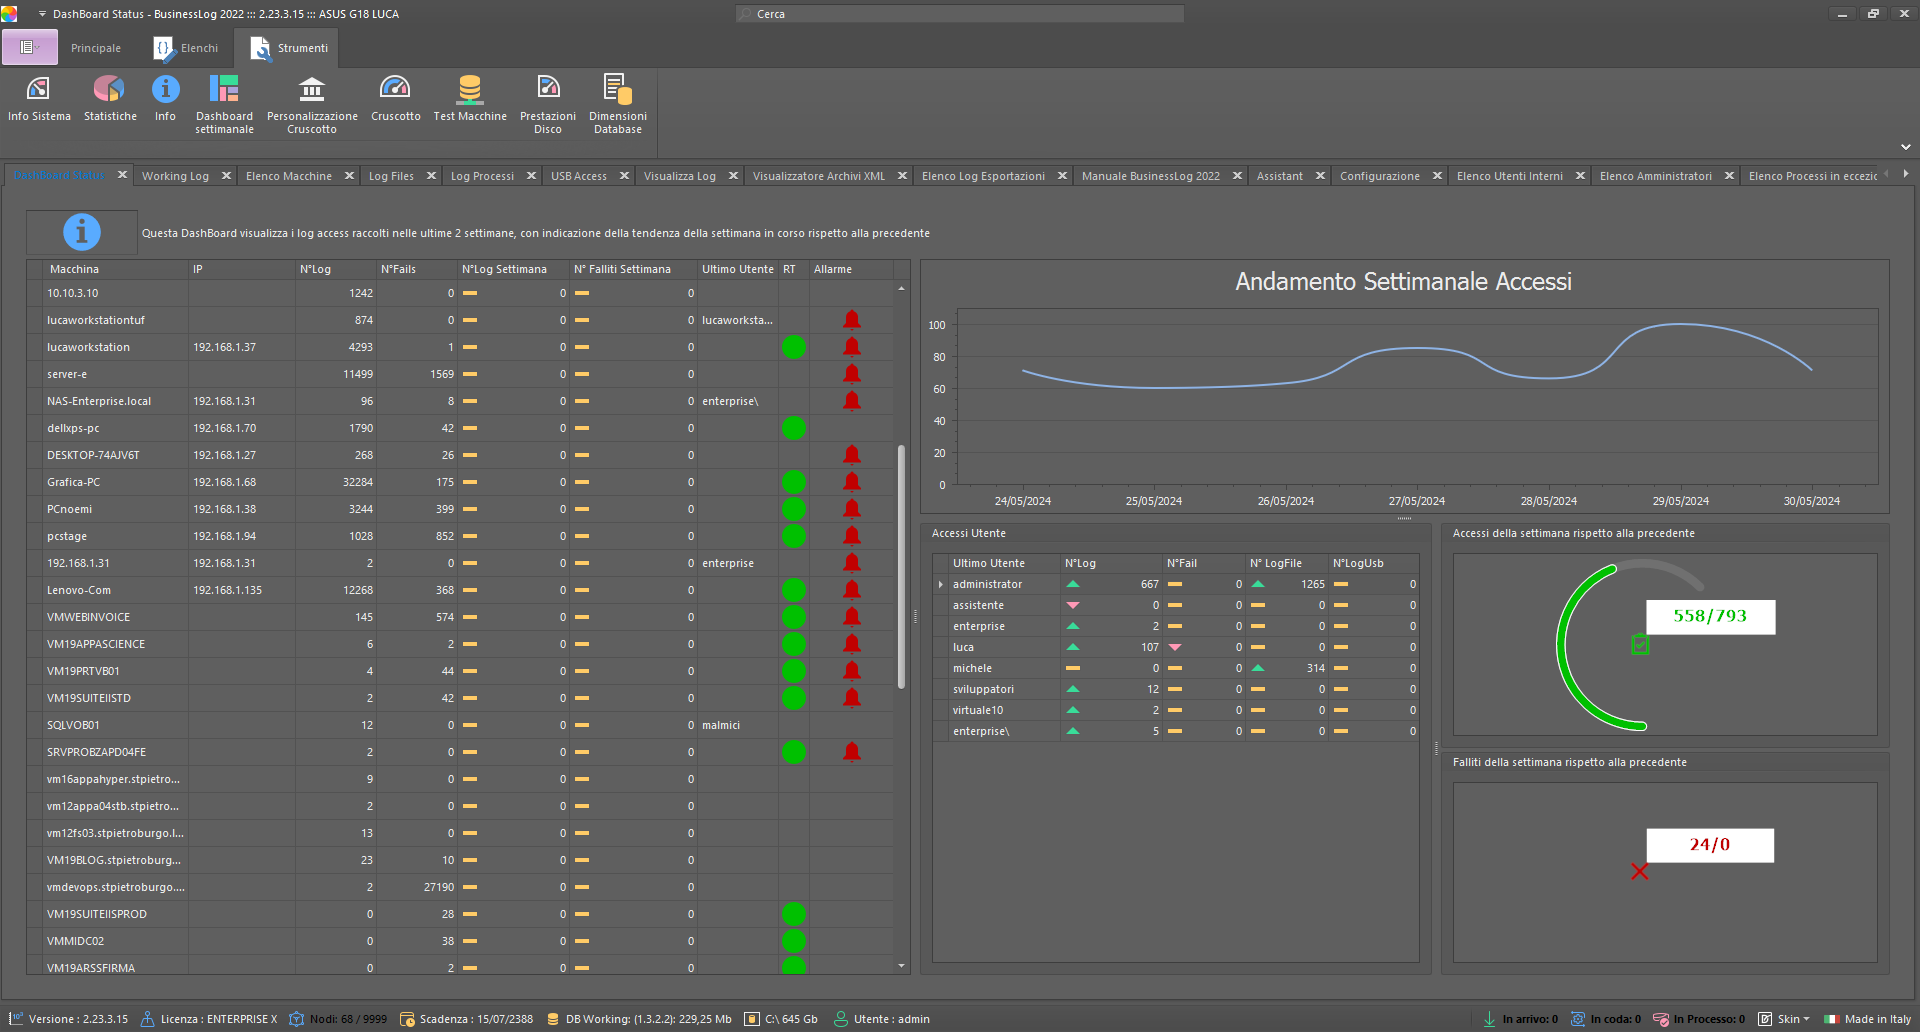 DashBoard Status - BusinessLog 2022 ::: 2.23.3.15 ::: ASUS G18 LUCA
Cerca
Principale Elenchi Strumenti
Info Sistema Statistiche Info Dashboard settimanale Personalizzazione Cruscotto Cruscotto Test Macchine Prestazioni Disco Dimensioni Database
DashBoard Status Working Log Elenco Macchine Log Files Log Processi USB Access Visualizza Log Visualizzatore Archivi XML Elenco Log Esportazioni Manuale BusinessLog 2022 Assistant Configurazione Elenco Utenti Interni Elenco Amministratori Elenco Processi in eccezic
Questa DashBoard visualizza i log access raccolti nelle ultime 2 settimane, con indicazione della tendenza della settimana in corso rispetto alla precedente
Macchina IP N°Log N°Fails N°Log Settimana N° Falliti Settimana Ultimo Utente RT Allarme
10.10.3.10 1242 0 0 0
lucaworkstationtuf 874 0 0 0 lucaworksta...
lucaworkstation 192.168.1.37 4293 1 0 0
server-e 11499 1569 0 0
NAS-Enterprise.local 192.168.1.31 96 8 0 0 enterprise\
dellxps-pc 192.168.1.70 1790 42 0 0
DESKTOP-74AJV6T 192.168.1.27 268 26 0 0
Grafica-PC 192.168.1.68 32284 175 0 0
PCnoemi 192.168.1.38 3244 399 0 0
pcstage 192.168.1.94 1028 852 0 0
192.168.1.31 192.168.1.31 2 0 0 0 enterprise
Lenovo-Com 192.168.1.135 12268 368 0 0
VMWEBINVOICE 145 574 0 0
VM19APPASCIENCE 6 2 0 0
VM19PRTVB01 4 44 0 0
VM19SUITEIISTD 2 42 0 0
SQLVOB01 12 0 0 0 malmici
SRVPROBZAPD04FE 2 0 0 0
vm16appahyper.stpietro... 9 0 0 0
vm12appa04stb.stpietro... 2 0 0 0
vm12fs03.stpietroburgo.l... 13 0 0 0
VM19BLOG.stpietroburg... 23 10 0 0
vmdevops.stpietroburgo.... 2 27190 0 0
VM19SUITEIISPROD 0 28 0 0
VMMIDC02 0 38 0 0
VM19ARSSFIRMA 0 2 0 0
Andamento Settimanale Accessi
100
80
60
40
20
0
24/05/2024 25/05/2024 26/05/2024 27/05/2024 28/05/2024 29/05/2024 30/05/2024
Accessi Utente
Ultimo Utente N°Log N°Fail N° LogFile N°LogUsb
administrator 667 0 1265 0
assistente 0 0 0 0
enterprise 2 0 0 0
luca 107 0 0 0
michele 0 0 314 0
sviluppatori 12 0 0 0
virtuale10 2 0 0 0
enterprise\ 5 0 0 0
Accessi della settimana rispetto alla precedente
558/793
Falliti della settimana rispetto alla precedente
24/0
Versione : 2.23.3.15 Licenza : ENTERPRISE X Nodi: 68 / 9999 Scadenza : 15/07/2388 DB Working: (1.3.2.2): 229,25 Mb C:\ 645 Gb Utente : admin In arrivo: 0 In coda: 0 In Processo: 0 Skin Made in Italy